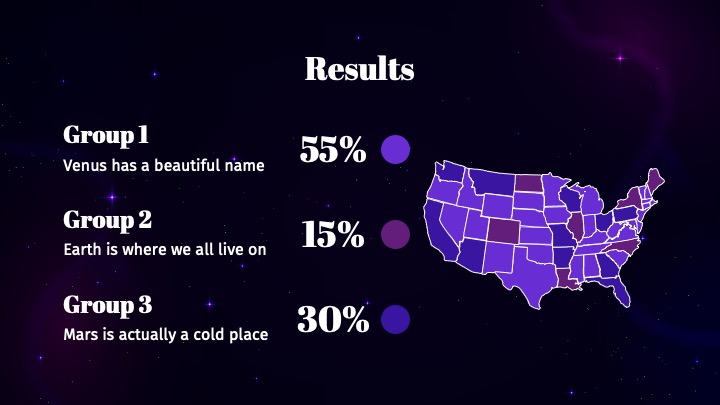 Results
Group 1
Venus has a beautiful name
55%
Group 2
Earth is where we all live on
15%
Group 3
Mars is actually a cold place
30%